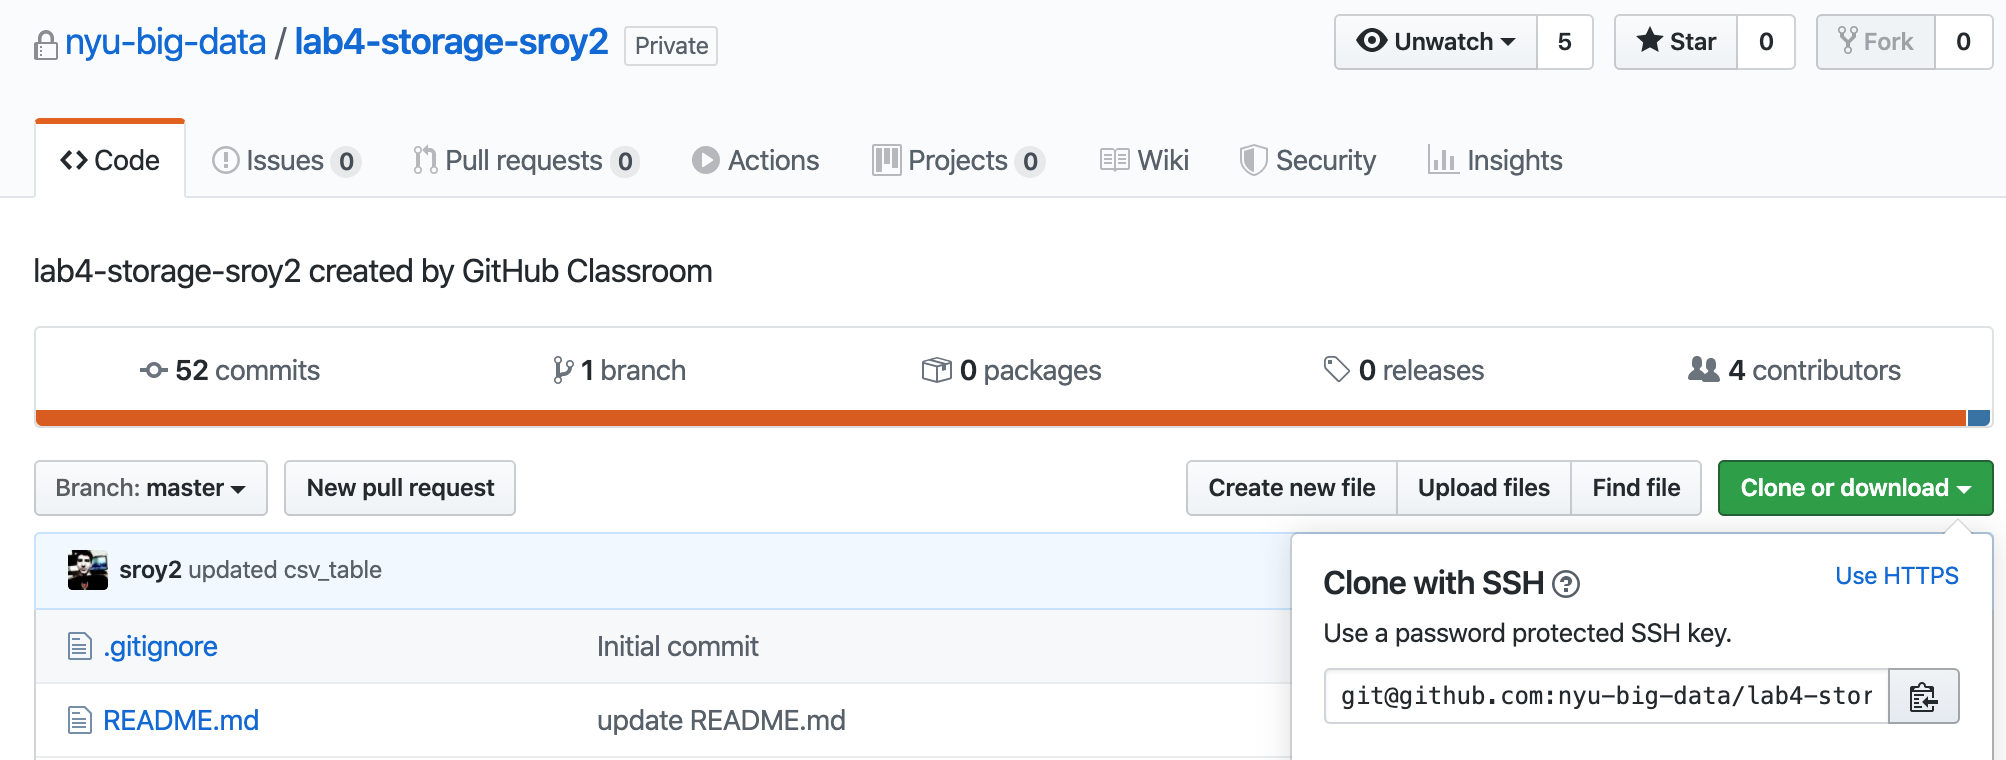 nyu-big-data / lab4-storage-sroy2 Private Unwatch 5 Star 0 Fork 0
Code Issues 0 Pull requests 0 Actions Projects 0 Wiki Security Insights
lab4-storage-sroy2 created by GitHub Classroom
52 commits 1 branch 0 packages 0 releases 4 contributors
Branch: master New pull request Create new file Upload files Find file Clone or download
sroy2 updated csv_table
.gitignore Initial commit
README.md update README.md
Clone with SSH ? Use HTTPS
Use a password protected SSH key.
git@github.com:nyu-big-data/lab4-stor